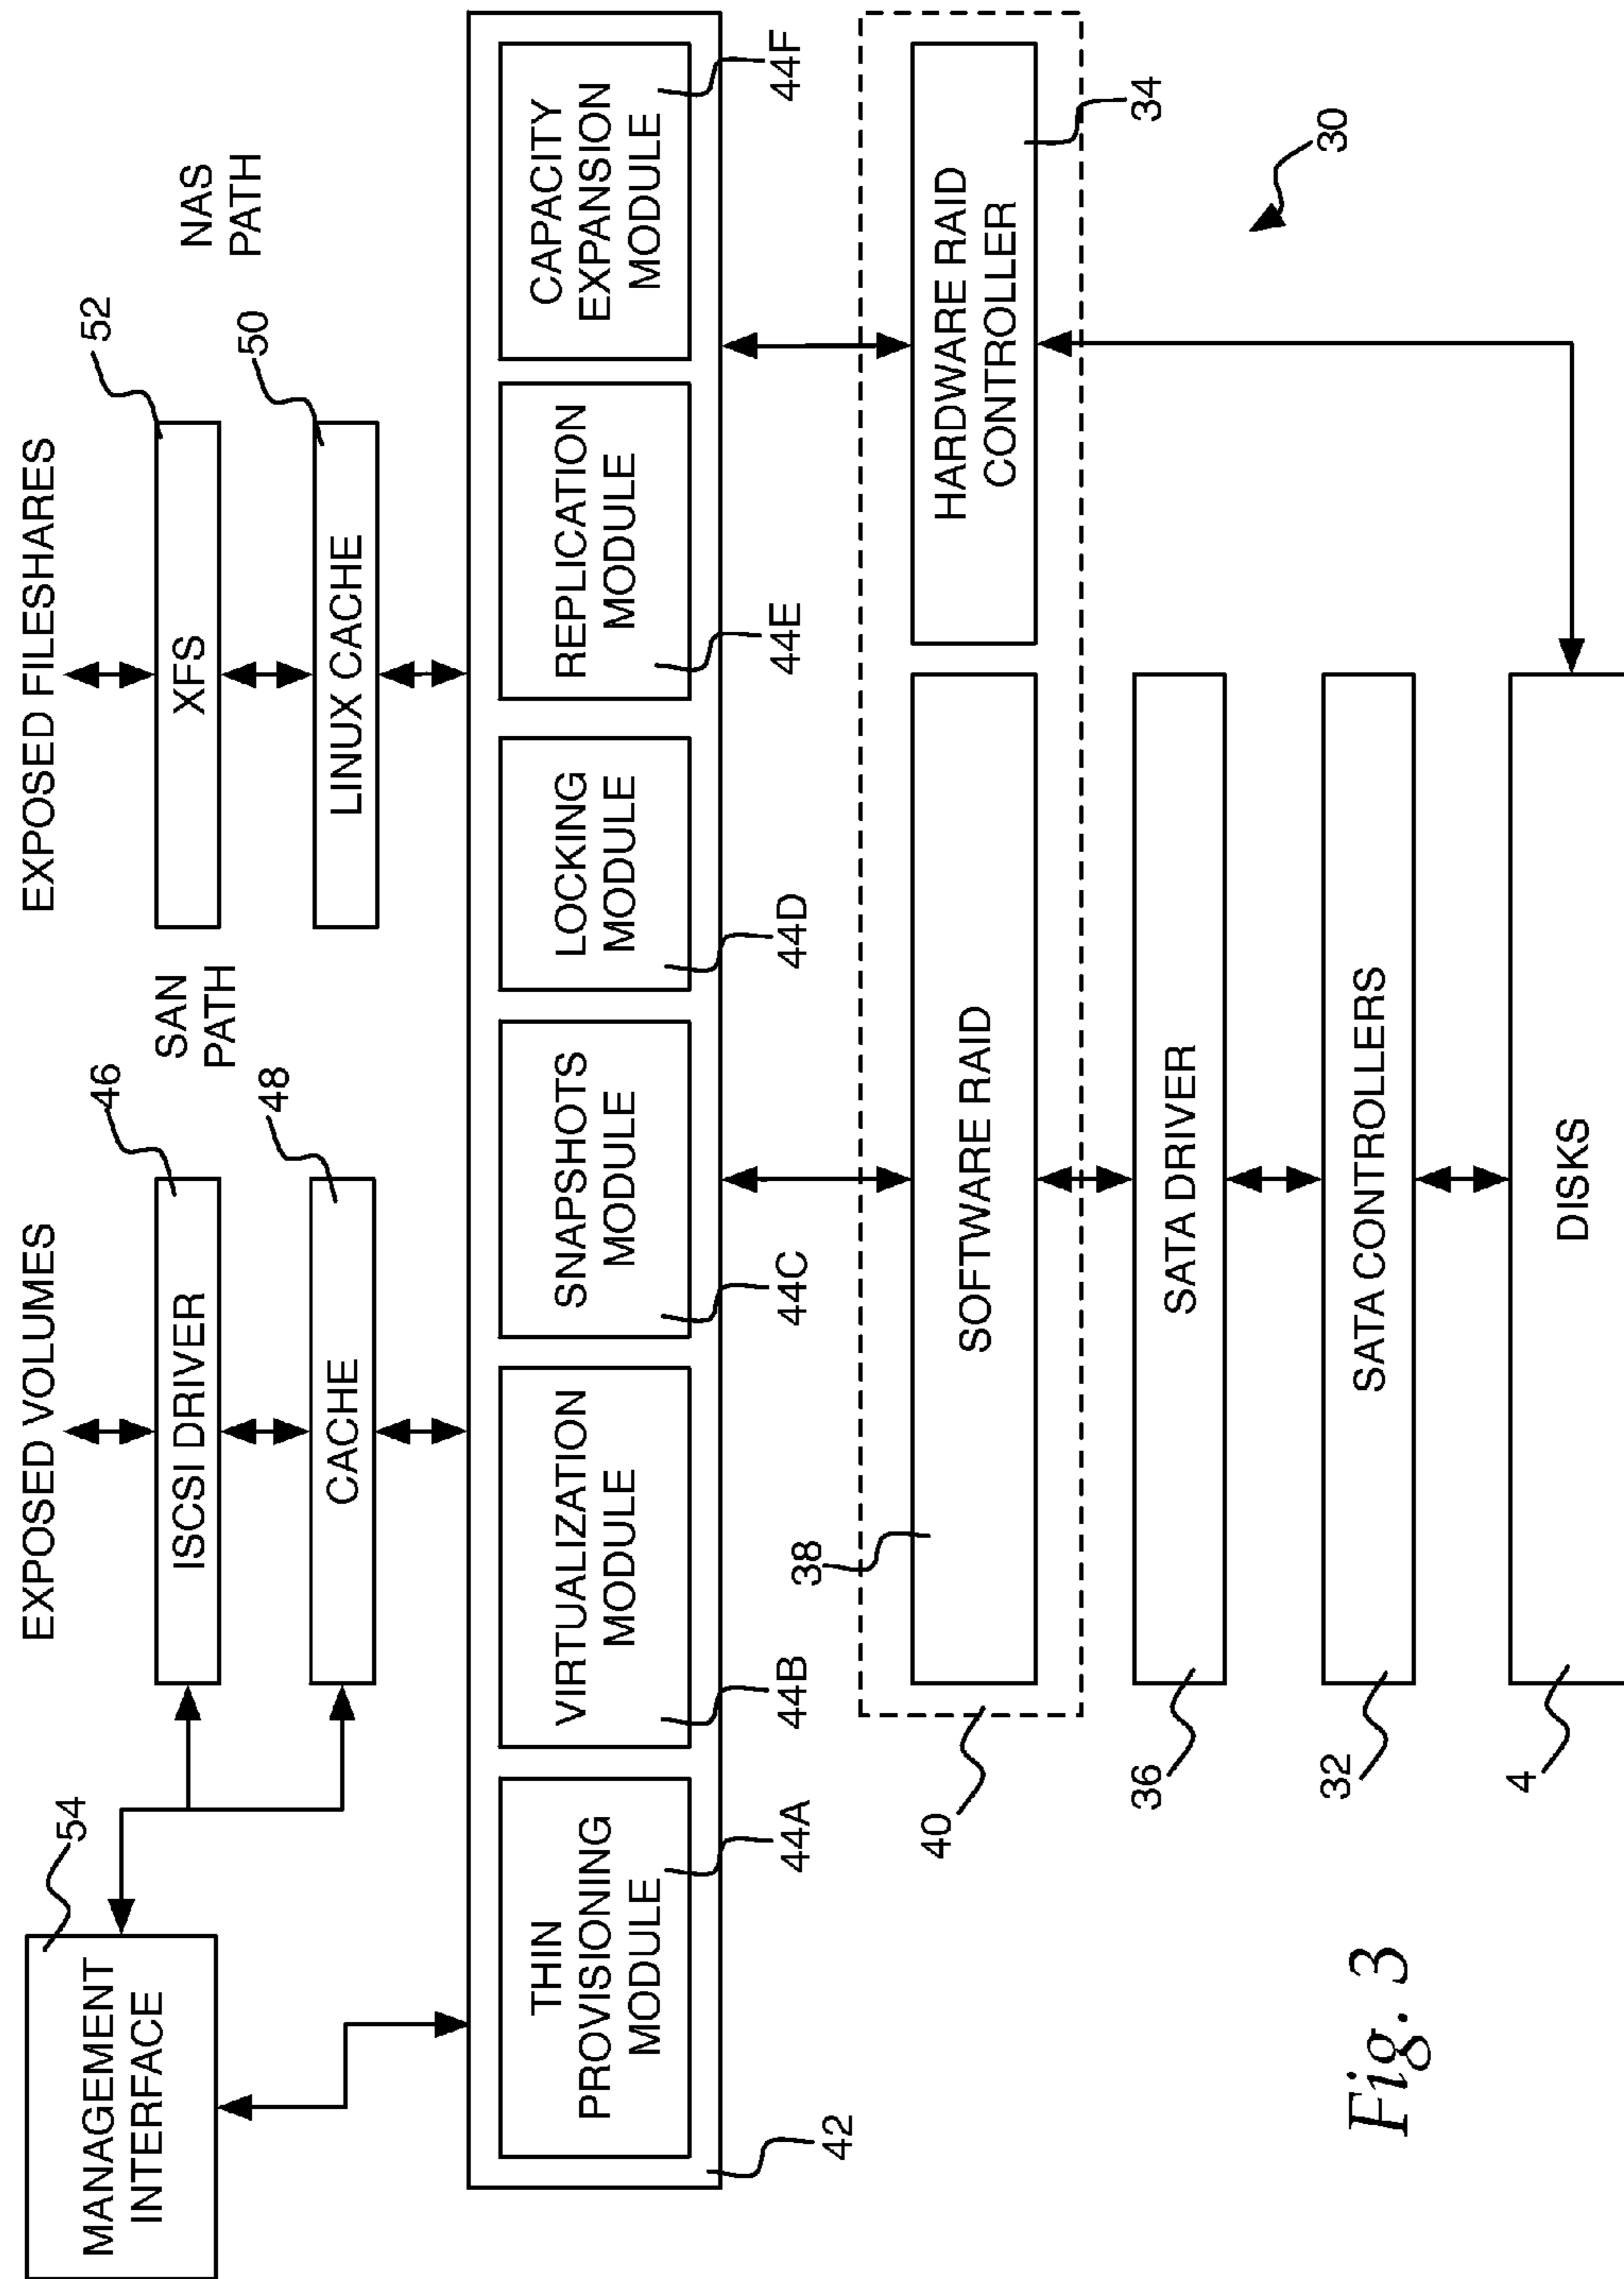 EXPOSED VOLUMES
EXPOSED FILESHARES
54
MANAGEMENT
INTERFACE
46
ISCSI DRIVER
SAN
PATH
52
XFS
NAS
PATH
48
CACHE
50
LINUX CACHE
THIN
PROVISIONING
MODULE
VIRTUALIZATION
MODULE
SNAPSHOTS
MODULE
LOCKING
MODULE
REPLICATION
MODULE
CAPACITY
EXPANSION
MODULE
42
44A
44B
44C
44D
44E
44F
38
SOFTWARE RAID
HARDWARE RAID
CONTROLLER
40
34
36
SATA DRIVER
30
32
SATA CONTROLLERS
4
DISKS
Fig. 3